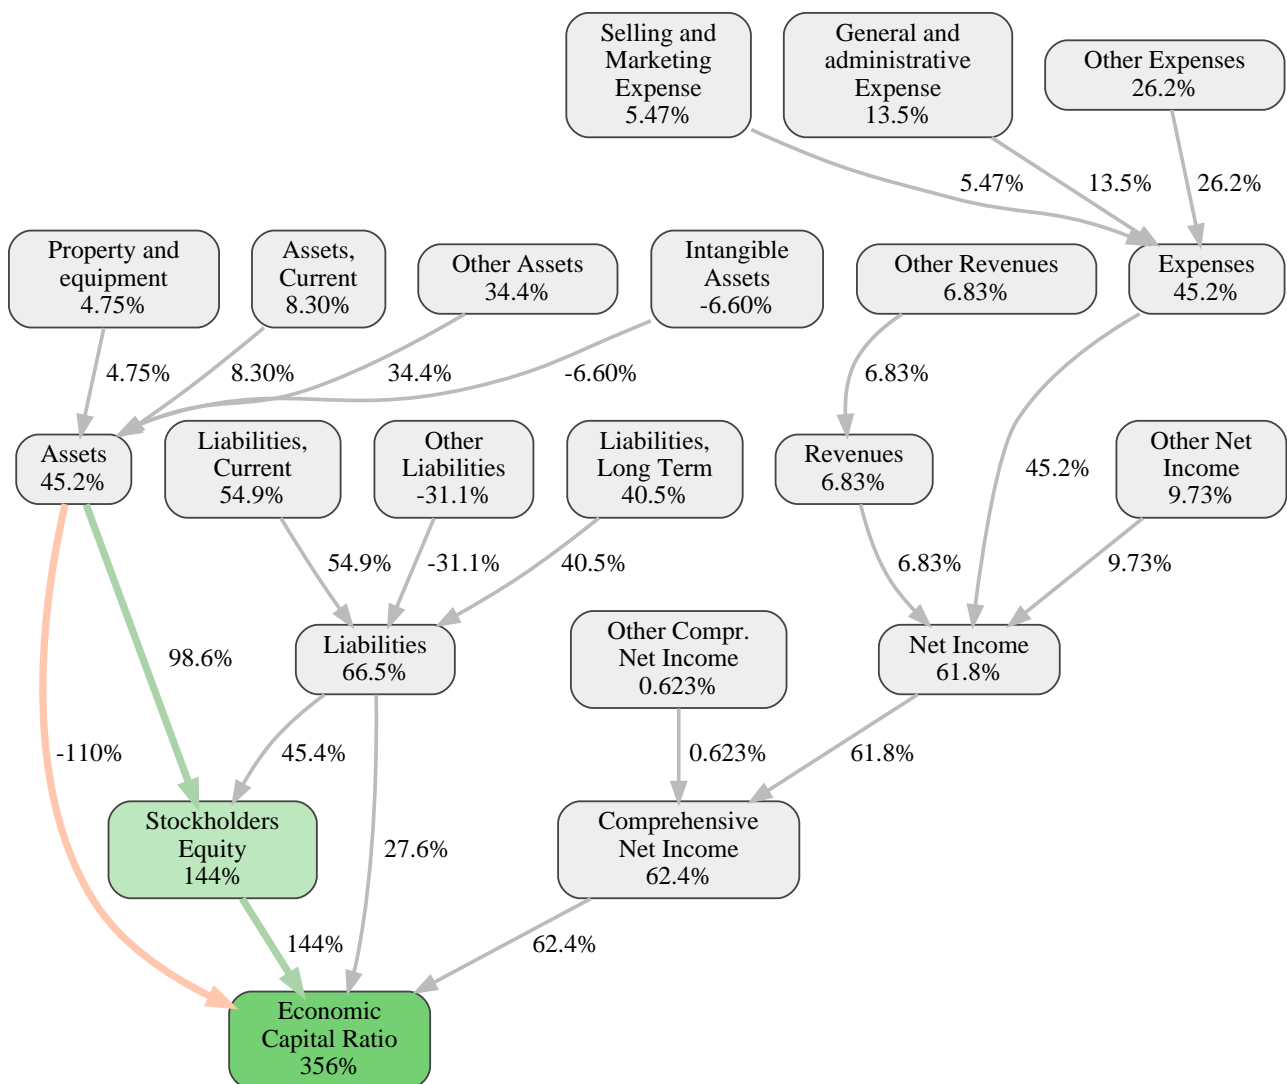 Selling and
Marketing
Expense
5.47%
General and
administrative
Expense
13.5%
Other Expenses
26.2%
5.47%
13.5%
26.2%
Property and
equipment
4.75%
Assets,
Current
8.30%
Other Assets
34.4%
Intangible
Assets
-6.60%
Other Revenues
6.83%
Expenses
45.2%
4.75%
8.30%
34.4%
-6.60%
6.83%
Assets
45.2%
Liabilities,
Current
54.9%
Other
Liabilities
-31.1%
Liabilities,
Long Term
40.5%
Revenues
6.83%
45.2%
Other Net
Income
9.73%
54.9%
-31.1%
40.5%
6.83%
9.73%
98.6%
Liabilities
66.5%
Other Compr.
Net Income
0.623%
Net Income
61.8%
-110%
45.4%
0.623%
61.8%
Stockholders
Equity
144%
27.6%
Comprehensive
Net Income
62.4%
144%
62.4%
Economic
Capital Ratio
356%